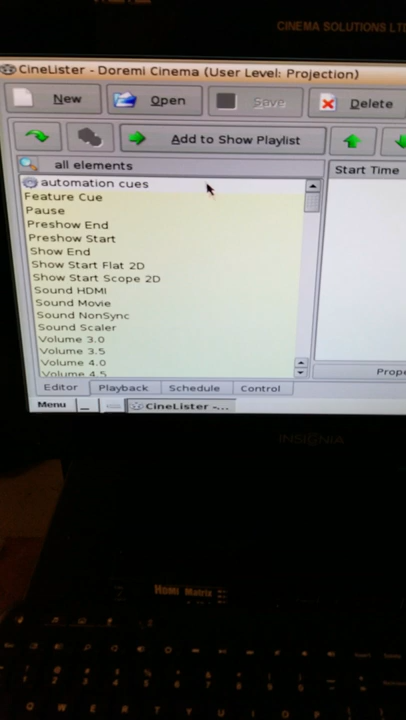 CINEMA SOLUTIONS LT
CineLister - Doremi Cinema (User Level: Projection)
New Open Save Delete
Add to Show Playlist
all elements
Start Time
automation cues
Feature Cue
Pause
Preshow End
Preshow Start
Show End
Show Start Flat 2D
Show Start Scope 2D
Sound HDMI
Sound Movie
Sound NonSync
Sound Scaler
Volume 3.0
Volume 3.5
Volume 4.0
Volume 4.5
Prope
Editor Playback Schedule Control
Menu CineLister -...
INSIGNIA
HDMI Matrix
Q W E R T Y U I O P